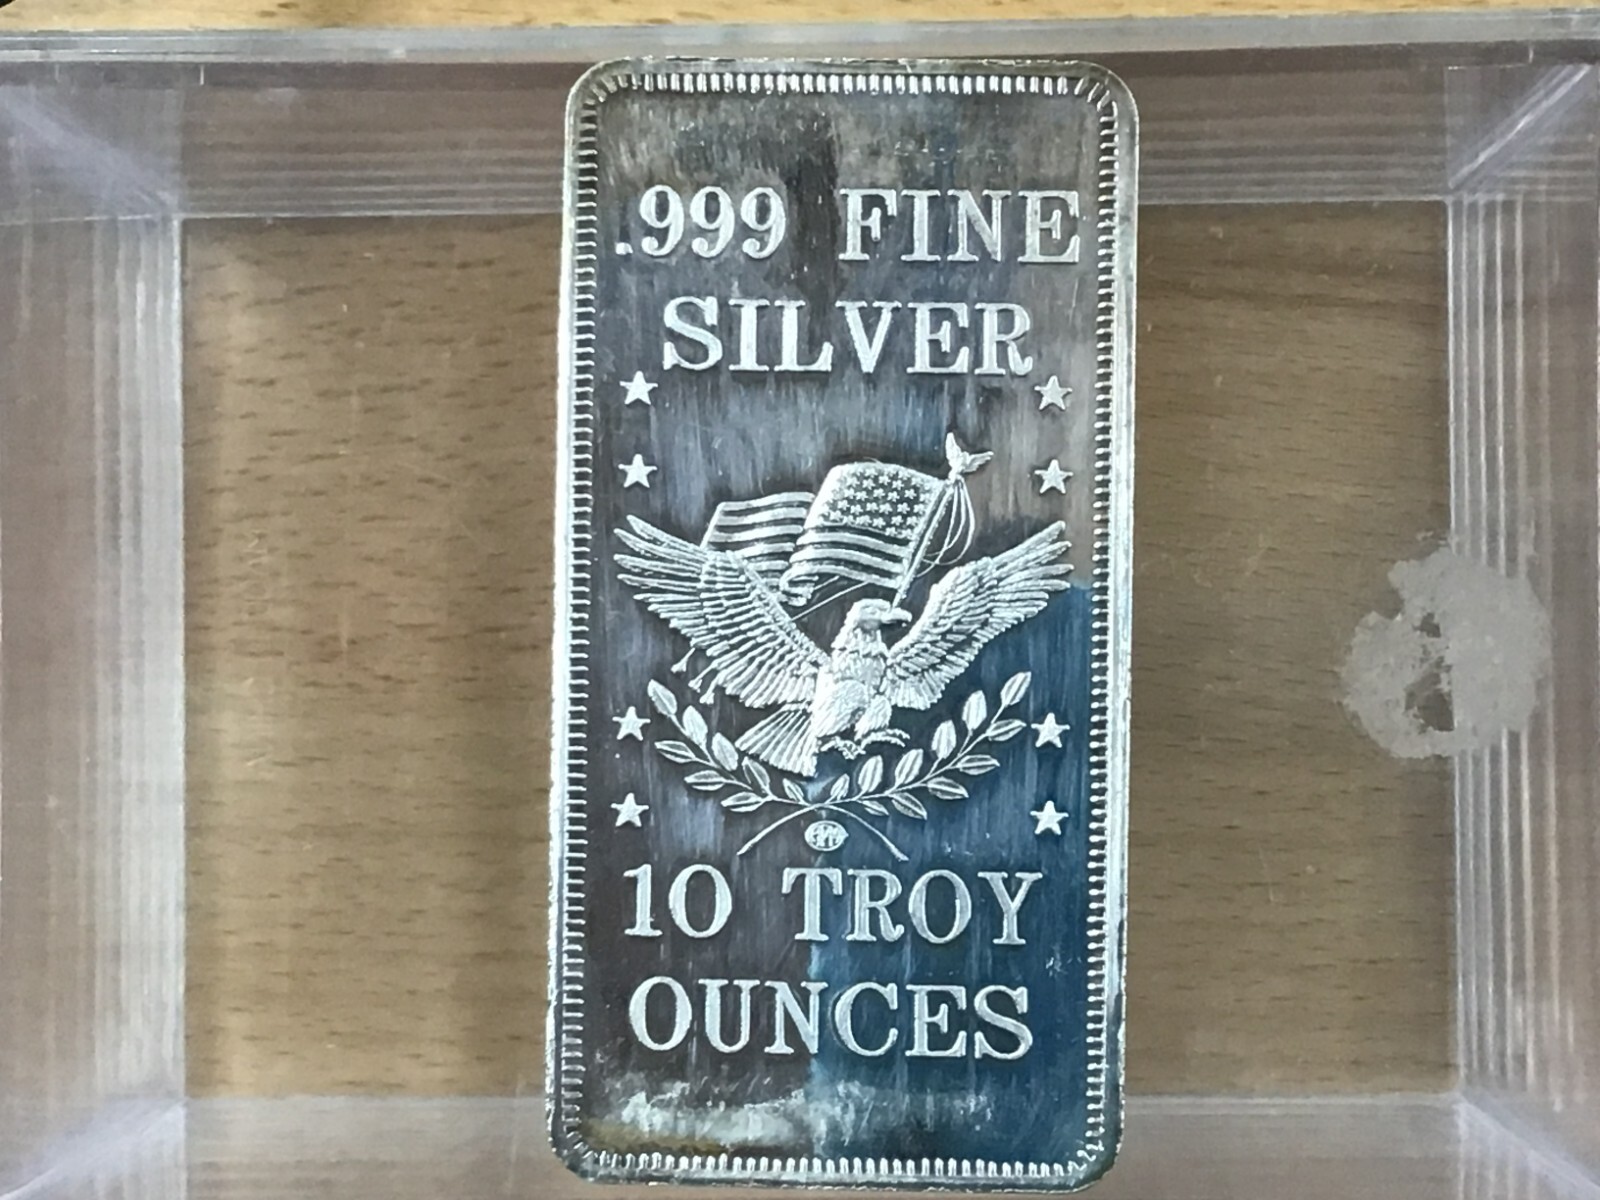 .999 FINE
SILVER
10 TROY
OUNCES